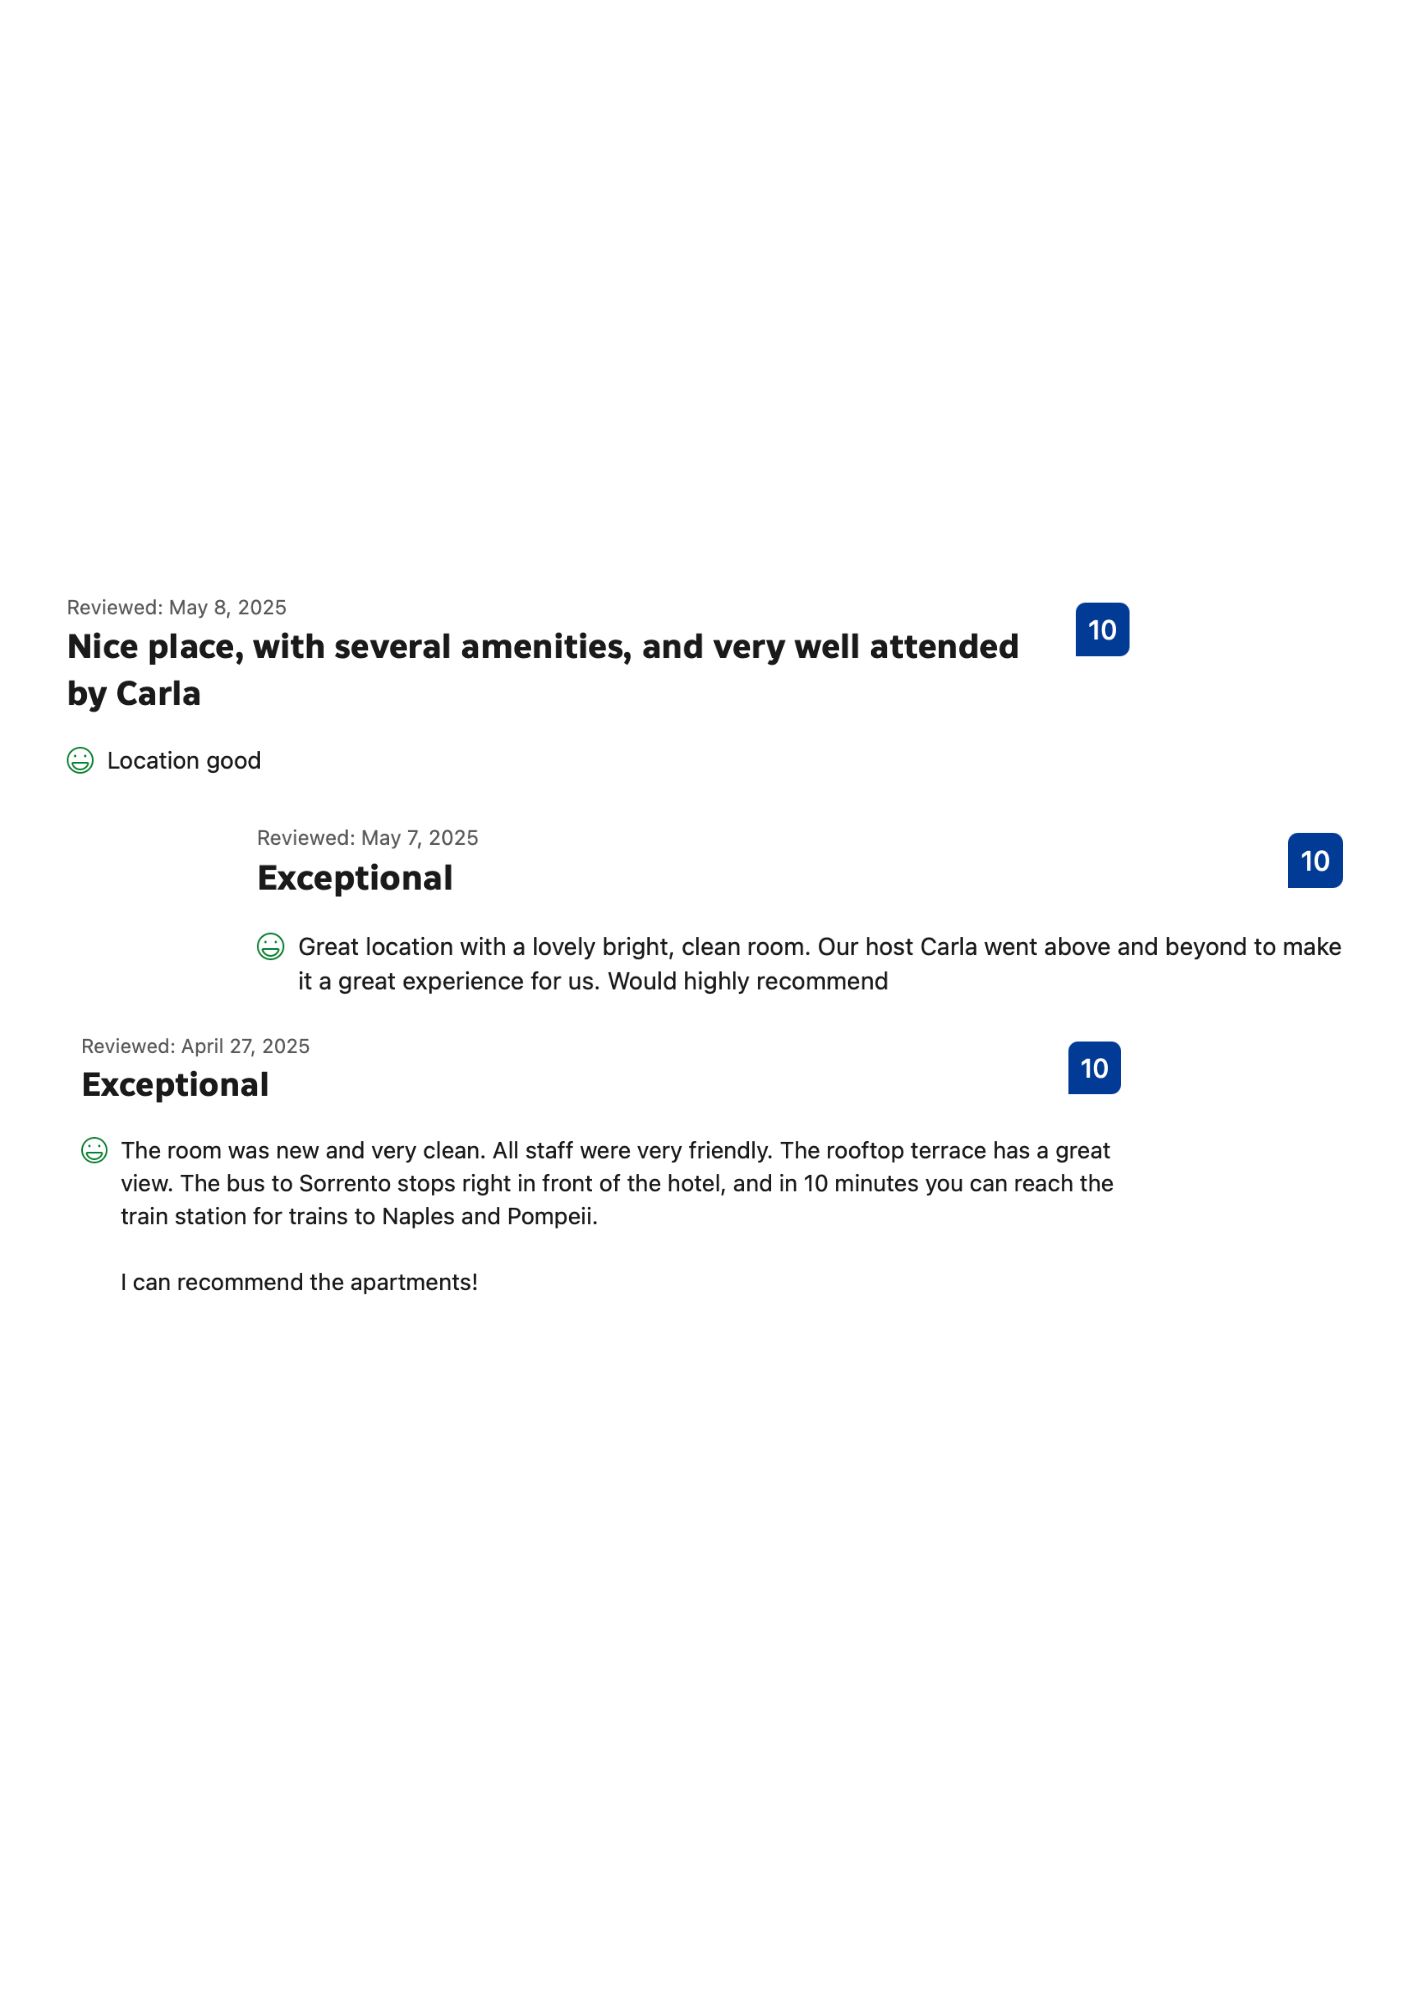 Reviewed: May 8, 2025
10
Nice place, with several amenities, and very well attended
by Carla
Location good
Reviewed: May 7, 2025
10
Exceptional
Great location with a lovely bright, clean room. Our host Carla went above and beyond to make
it a great experience for us. Would highly recommend
Reviewed: April 27, 2025
10
Exceptional
The room was new and very clean. All staff were very friendly. The rooftop terrace has a great
view. The bus to Sorrento stops right in front of the hotel, and in 10 minutes you can reach the
train station for trains to Naples and Pompeii.
I can recommend the apartments!